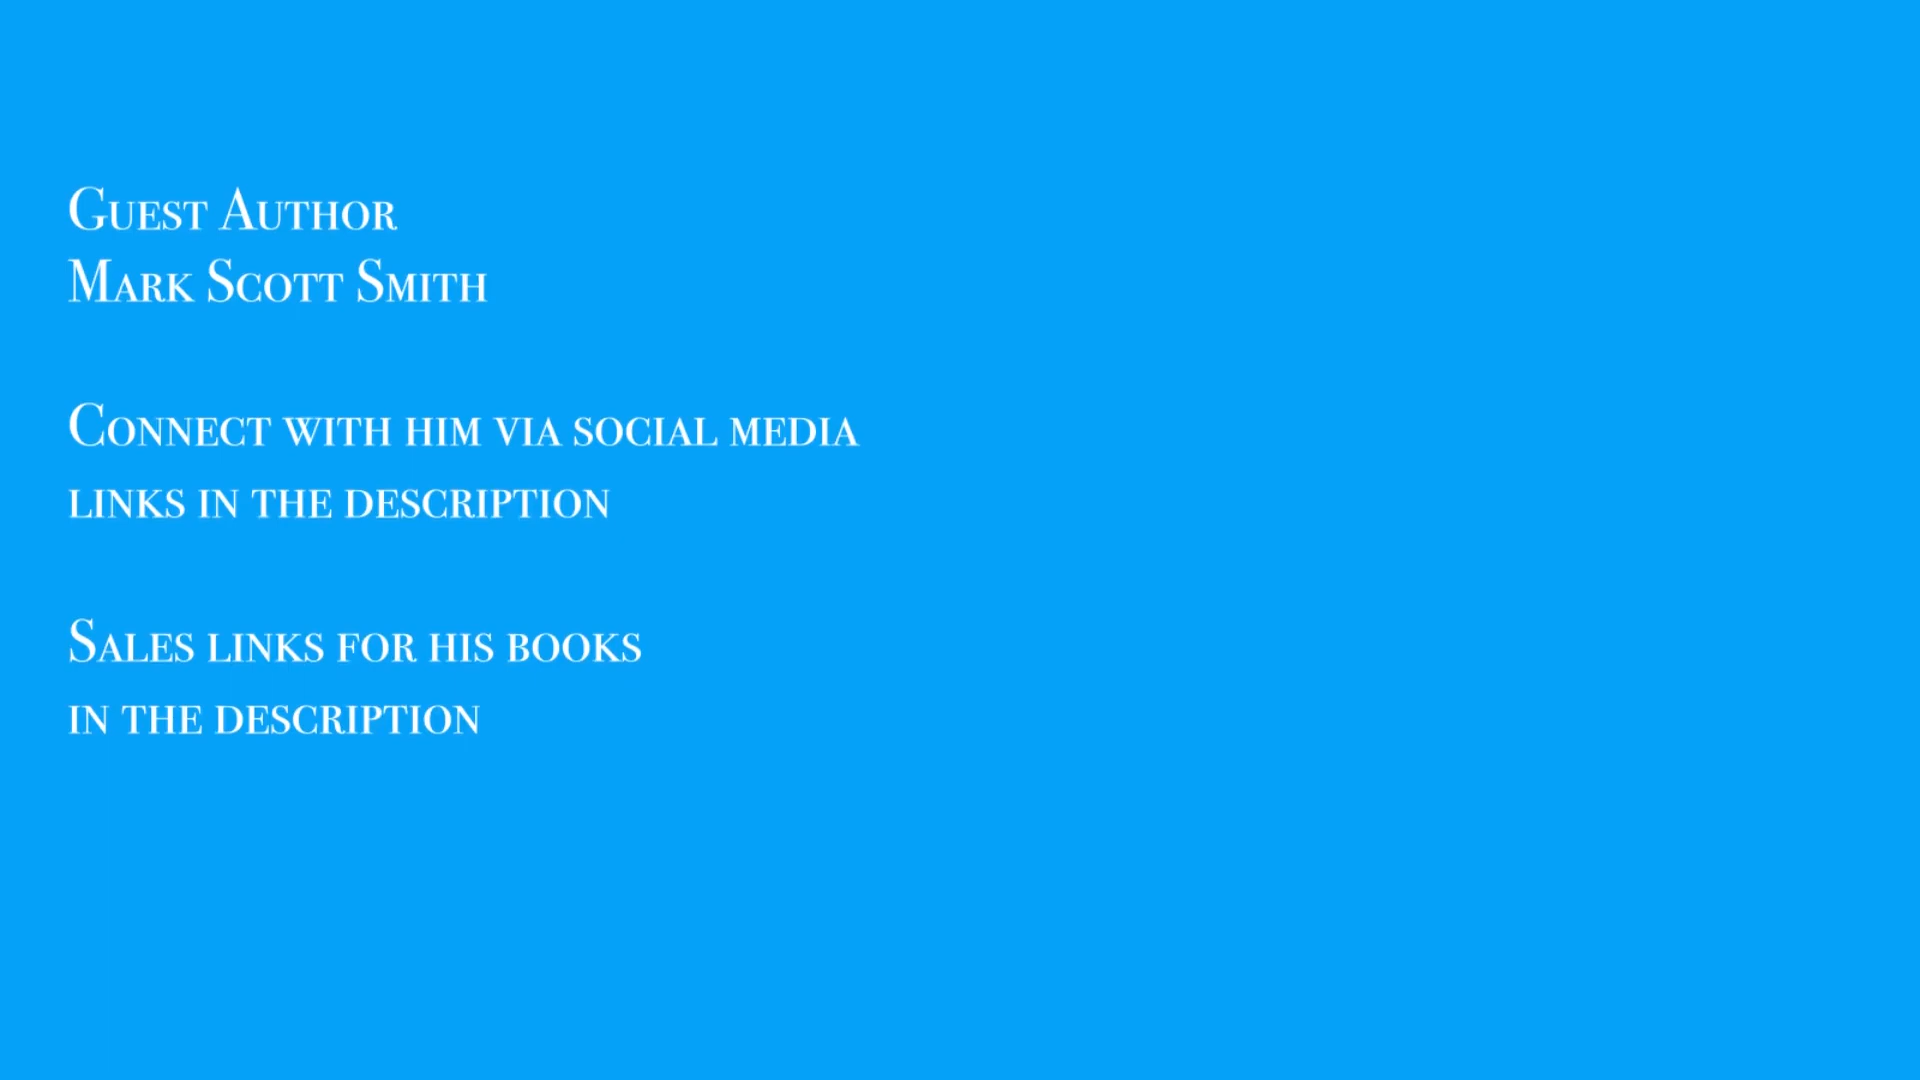 Guest Author
Mark Scott Smith
Connect with him via social media
links in the description
Sales links for his books
in the description